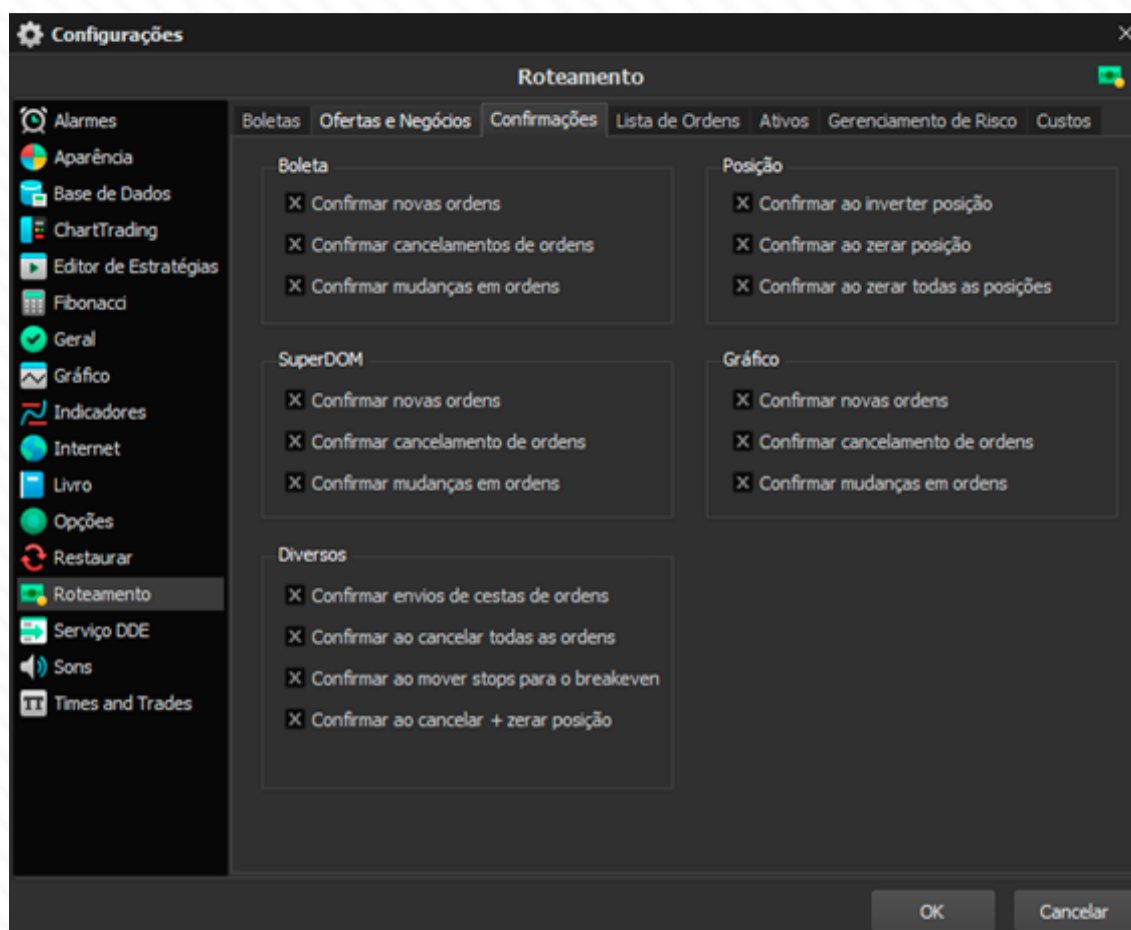 Configurações
Roteamento
Alarmes
Aparência
Base de Dados
ChartTrading
Editor de Estratégias
Fibonacci
Geral
Gráfico
Indicadores
Internet
Livro
Opções
Restaurar
Roteamento
Serviço DDE
Sons
Times and Trades
Boletas Ofertas e Negócios Confirmações Lista de Ordens Ativos Gerenciamento de Risco Custos
Boleta
Confirmar novas ordens
Confirmar cancelamentos de ordens
Confirmar mudanças em ordens
Posição
Confirmar ao inverter posição
Confirmar ao zerar posição
Confirmar ao zerar todas as posições
SuperDOM
Confirmar novas ordens
Confirmar cancelamento de ordens
Confirmar mudanças em ordens
Gráfico
Confirmar novas ordens
Confirmar cancelamento de ordens
Confirmar mudanças em ordens
Diversos
Confirmar envios de cestas de ordens
Confirmar ao cancelar todas as ordens
Confirmar ao mover stops para o breakeven
Confirmar ao cancelar + zerar posição
OK Cancelar